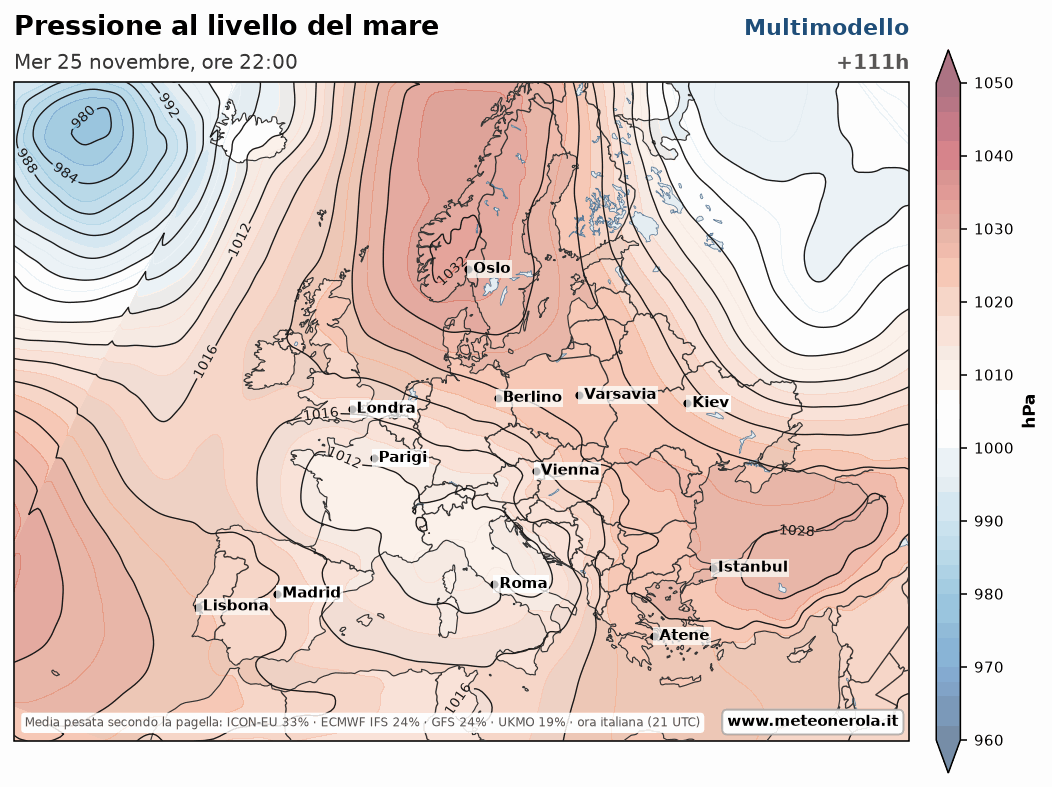 Pressione al livello del mare
Multimodello
Mer 25 novembre, ore 22:00
+111h
980
992
988
984
1012
1032
Oslo
1016
1016
Londra
Berlino
Varsavia
Kiev
1012
Parigi
Vienna
1028
Istanbul
Roma
Madrid
Lisbona
Atene
1016
Media pesata secondo la pagella: ICON-EU 33% · ECMWF IFS 24% · GFS 24% · UKMO 19% · ora italiana (21 UTC)
www.meteonerola.it
1050
1040
1030
1020
1010
1000
990
980
970
960
hPa